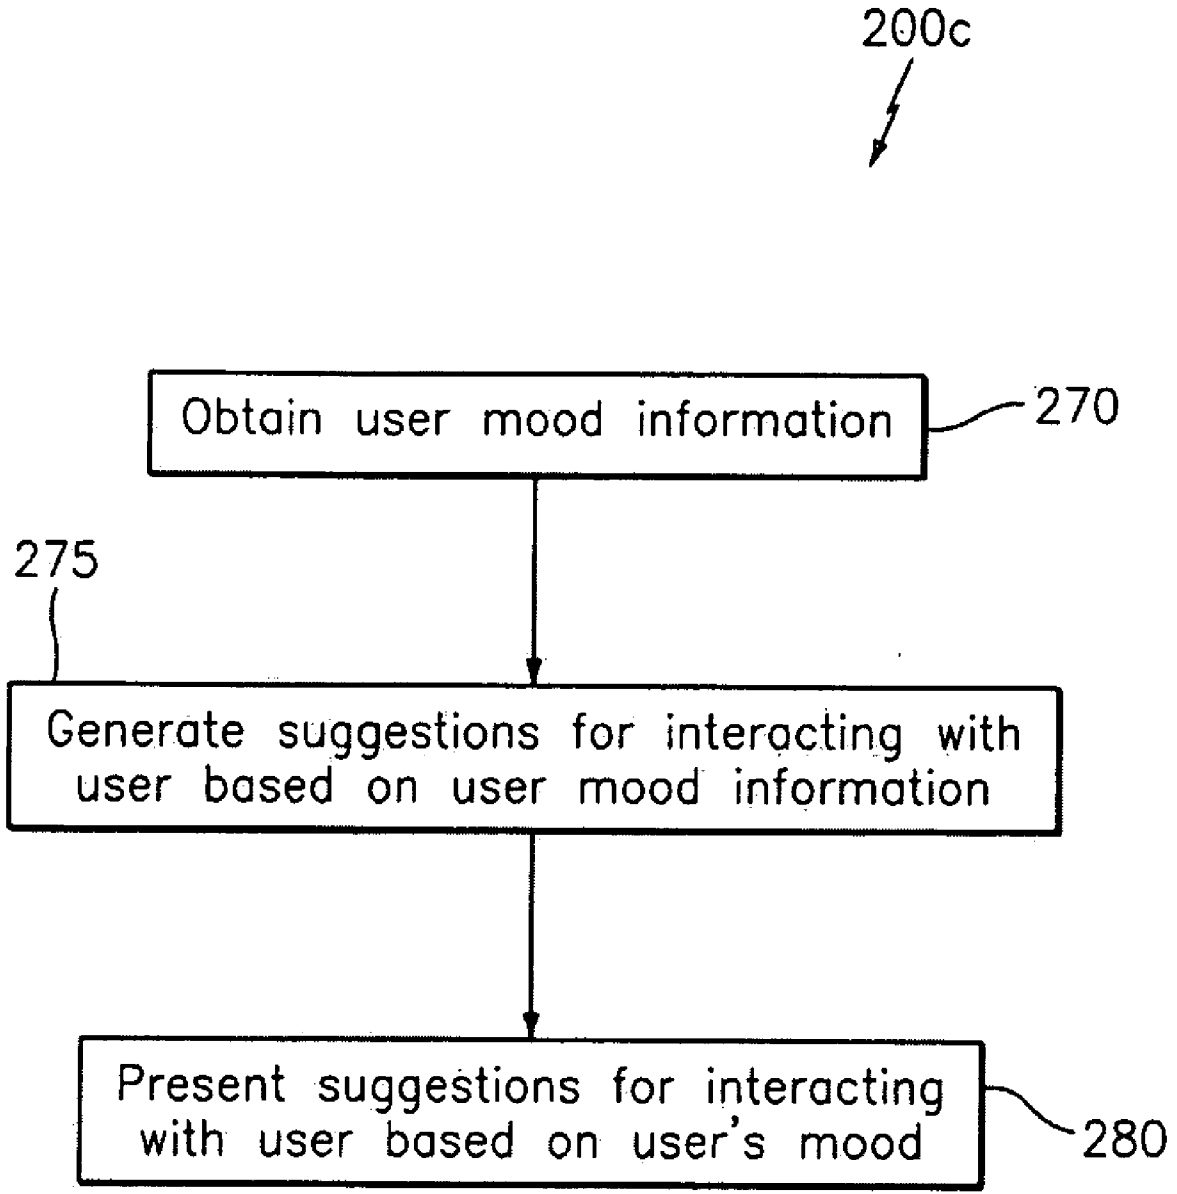 200c
Obtain user mood information
270
275
Generate suggestions for interacting with
user based on user mood information
Present suggestions for interacting
with user based on user's mood
280